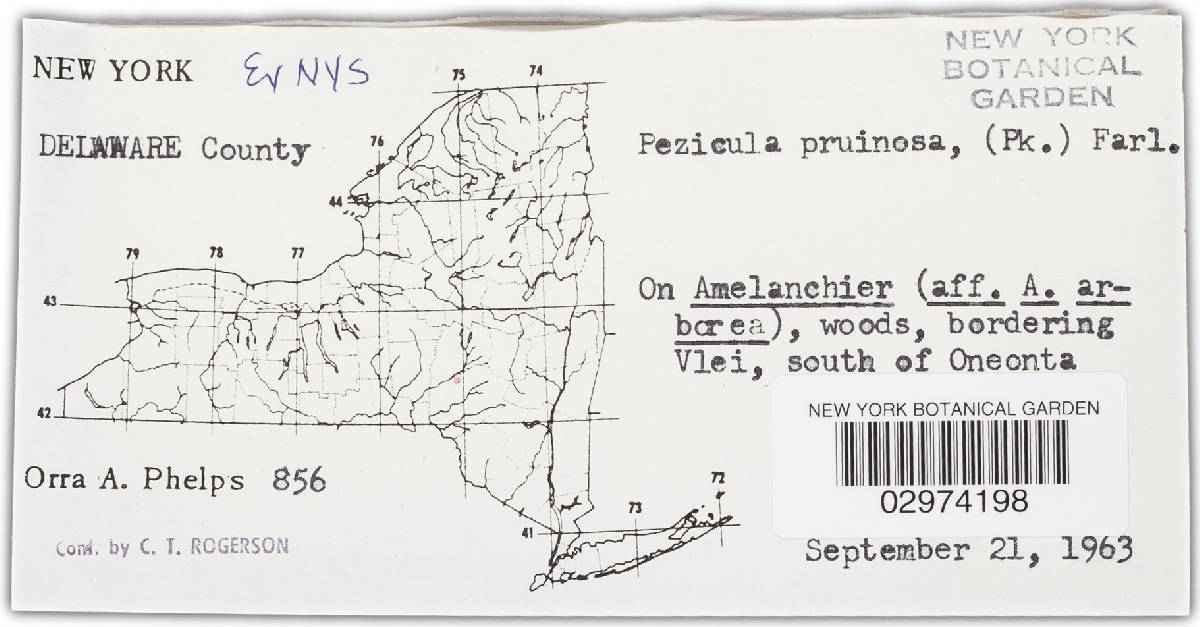 NEW YORK
Ex NYS
NEW YORK
BOTANICAL
GARDEN
DELAWARE County
Pezicula pruinosa, (Pk.) Farl.
75 74
76
44
79 78 77
43
42
On Amelanchier (aff. A. ar-
borea), woods, bordering
Vlei, south of Oneonta
NEW YORK BOTANICAL GARDEN
02974198
Orra A. Phelps 856
72
73
41
Conf. by C. T. ROGERSON
September 21, 1963